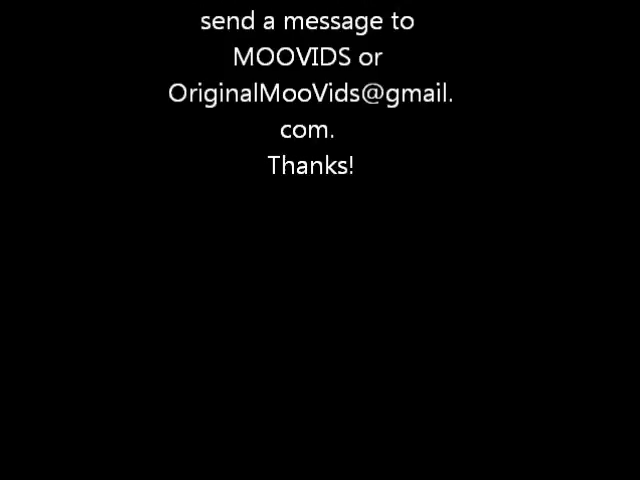 send a message to
MOOVIDS or
OriginalMooVids@gmail.
com.
Thanks!